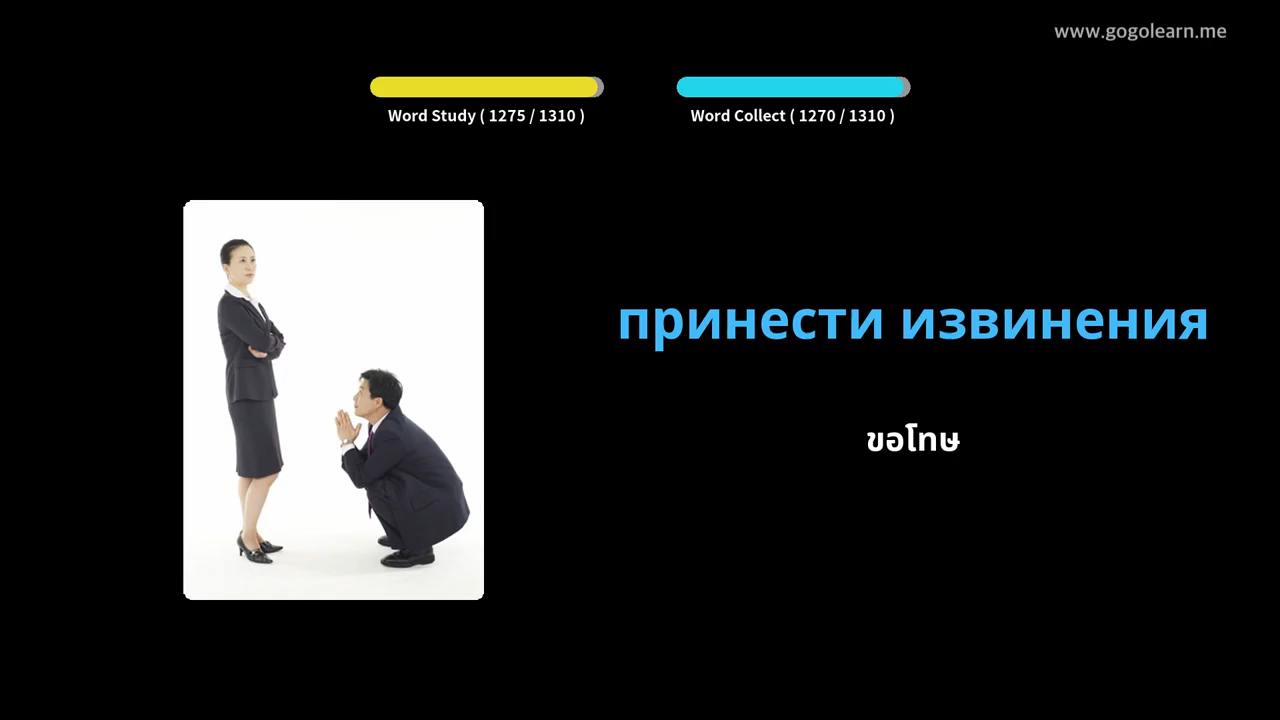 www.gogolearn.me
Word Study ( 1275 / 1310 )
Word Collect ( 1270 / 1310 )
принести извинения
ขอโทษ